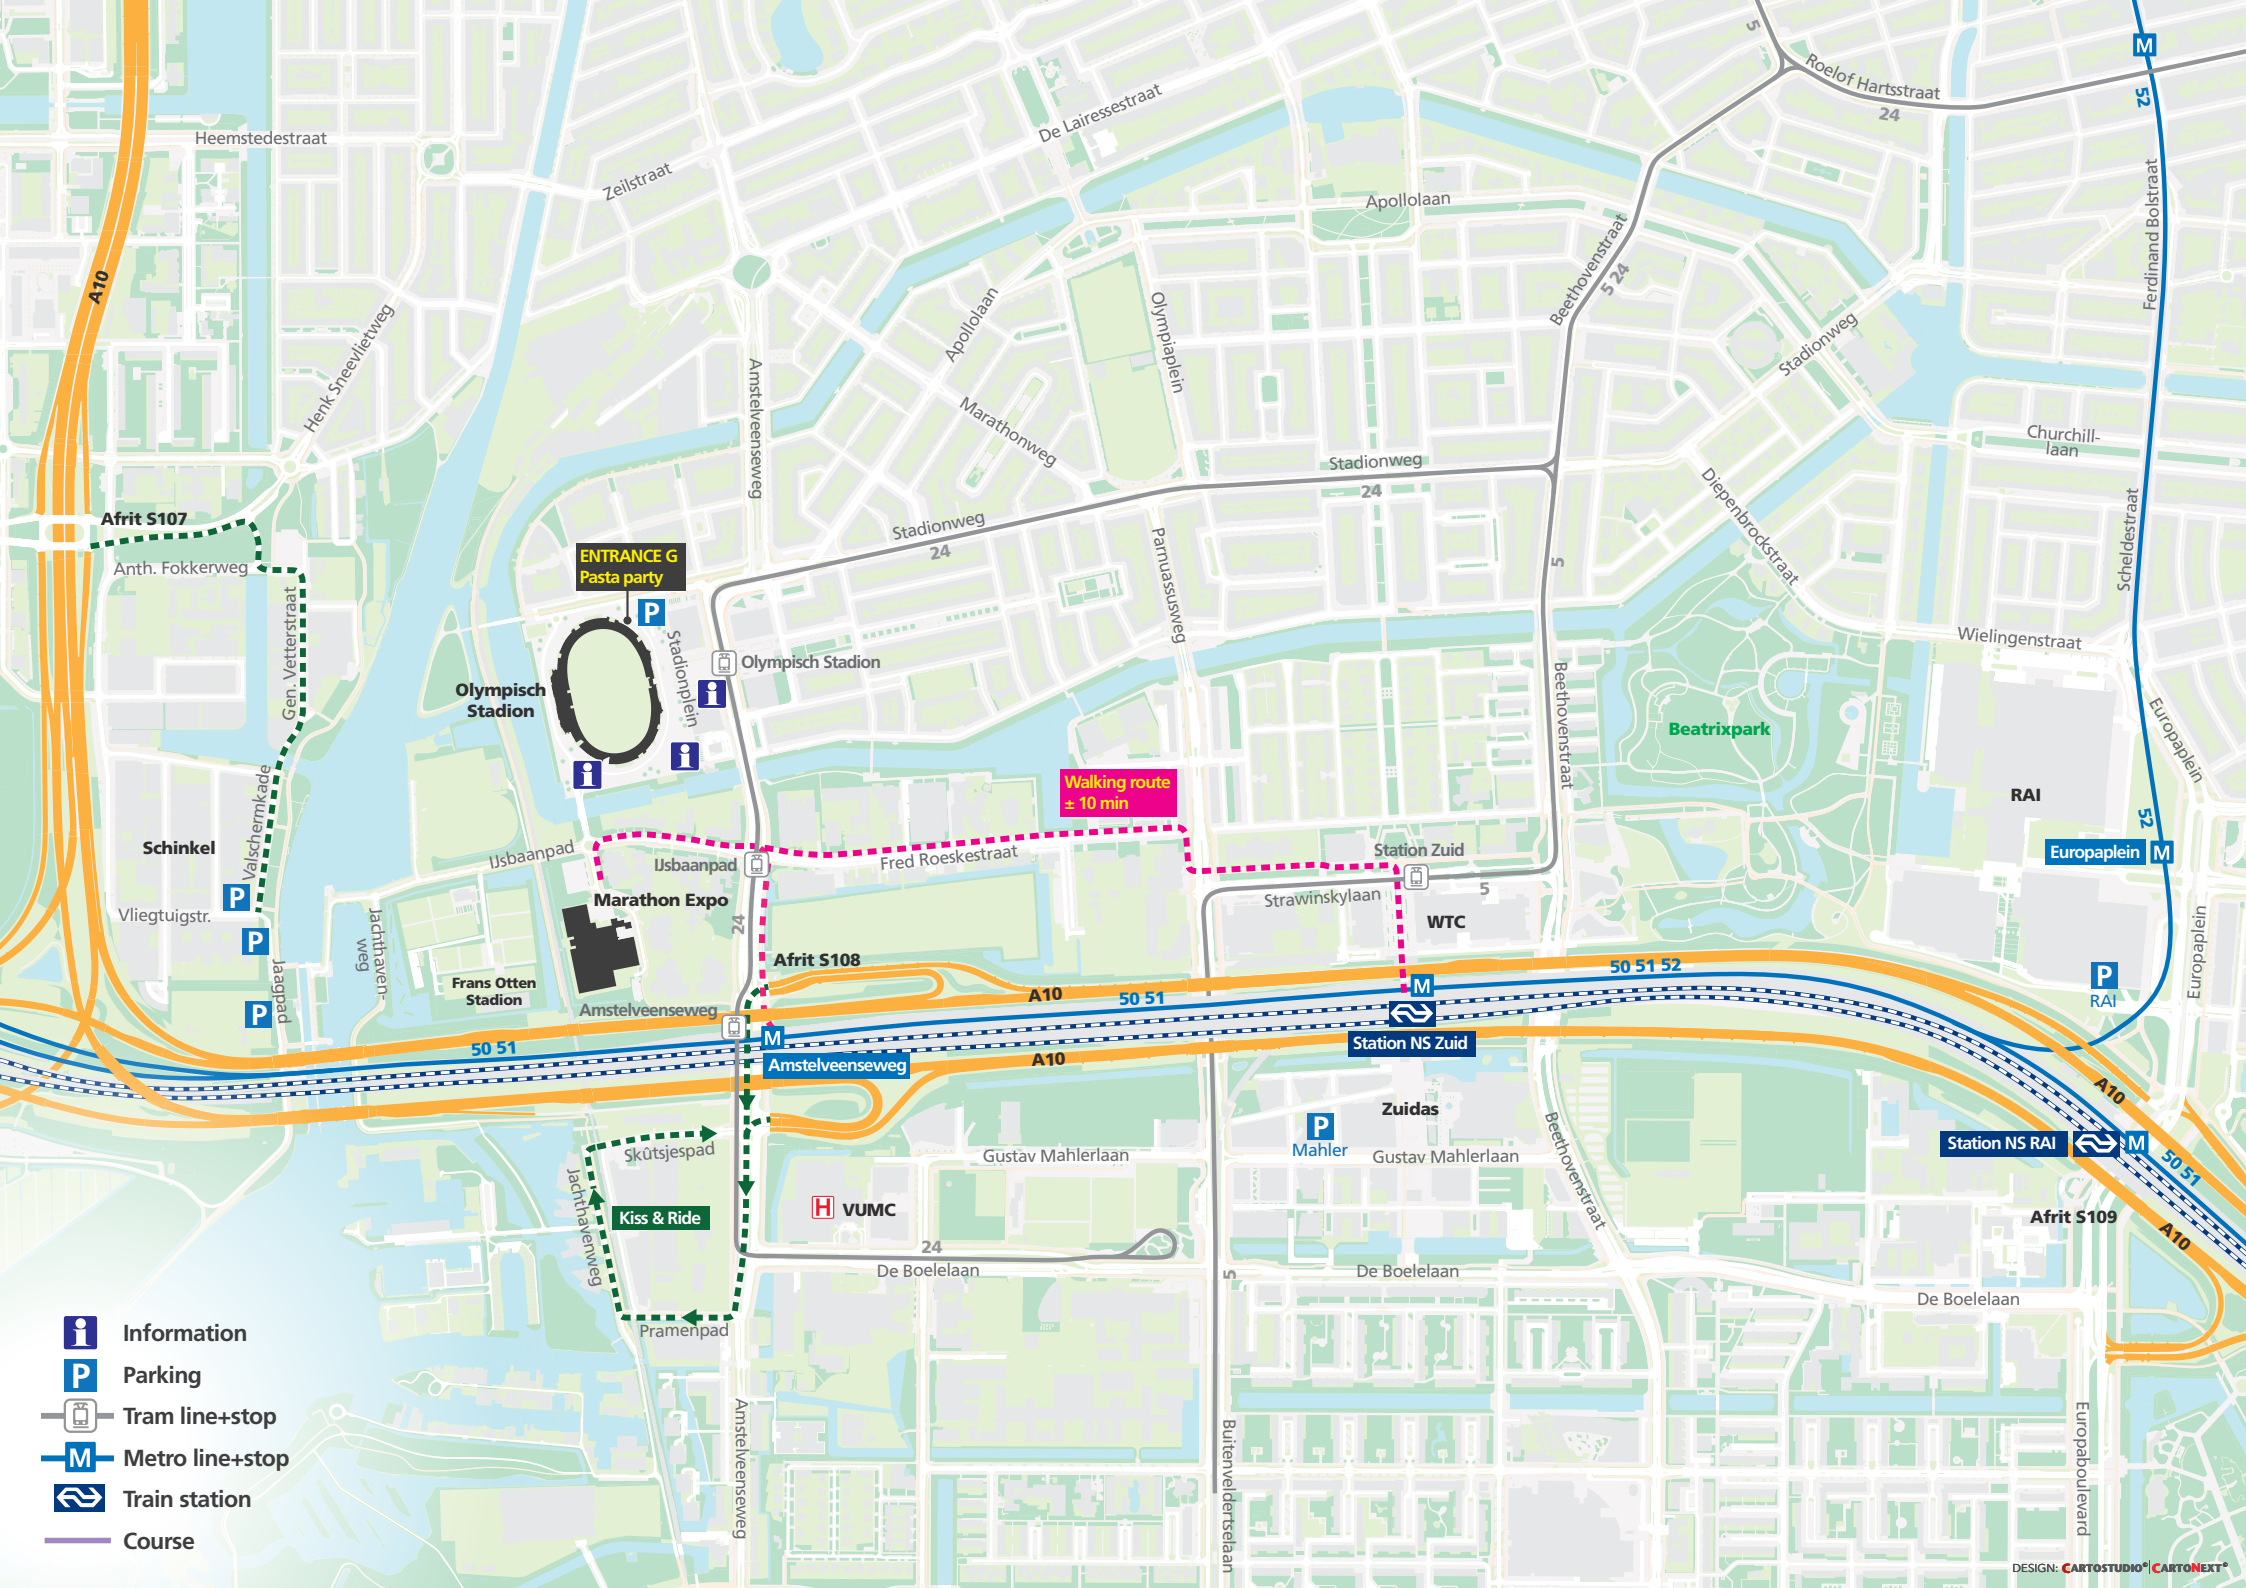 5
Roelof Hartsstraat
M
24
52
De Lairessestraat
Heemstedestraat
Zeilstraat
Apollolaan
Ferdinand Bolstraat
Beethovenstraat
5 24
A10
Henk Sneevlietweg
Apollolaan
Olympiaplein
Stadionweg
Amstelveenseweg
Marathonweg
Churchill-
laan
Stadionweg
24
Diepenbrockstraat
Scheldestraat
Afrit S107
Stadionweg
24
Anth. Fokkerweg
ENTRANCE G
Pasta party
P
5
Parnuassusweg
Gen. Vetterstraat
Stadionplein
Wielingenstraat
Olympisch Stadion
Olympisch
Stadion
i
i
i
Beethovenstraat
Beatrixpark
Europaplein
Walking route
± 10 min
RAI
52
Valschermkade
Schinkel
IJsbaanpad
IJsbaanpad
Fred Roeskestraat
Station Zuid
Europaplein
M
5
P
Vliegtuigstr.
Marathon Expo
Strawinskylaan
WTC
24
P
Jachthaven-
weg
Jaagpad
Frans Otten
Stadion
Afrit S108
Europaplein
50 51 52
P
RAI
P
Amstelveenseweg
A10
50 51
M
M
Amstelveenseweg
50 51
A10
Station NS Zuid
A10
P
Mahler
Zuidas
Beethovenstraat
Skûtsjespad
Gustav Mahlerlaan
Gustav Mahlerlaan
Station NS RAI
M
50 51
Jachthavenweg
Kiss & Ride
H
VUMC
Afrit S109
A10
24
De Boelelaan
5
De Boelelaan
De Boelelaan
Pramenpad
Amstelveenseweg
Buitenveldertselaan
Europaboulevard
i
Information
P
Parking
Tram line+stop
M
Metro line+stop
Train station
Course
DESIGN: CARTOSTUDIO© CARTONEXT©